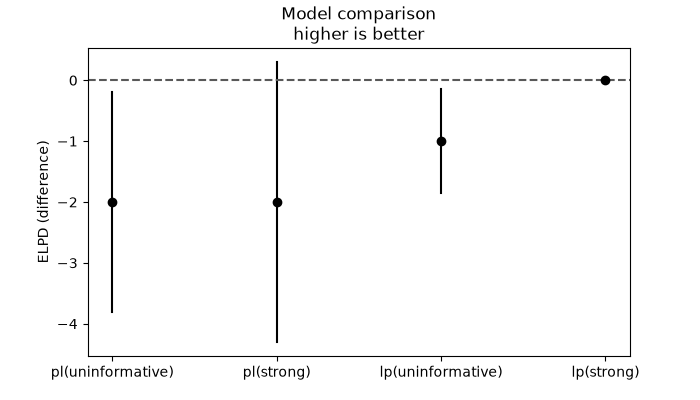 Model comparison
higher is better
ELPD (difference)
0
−1
−2
−3
−4
pl(uninformative) pl(strong) lp(uninformative) lp(strong)